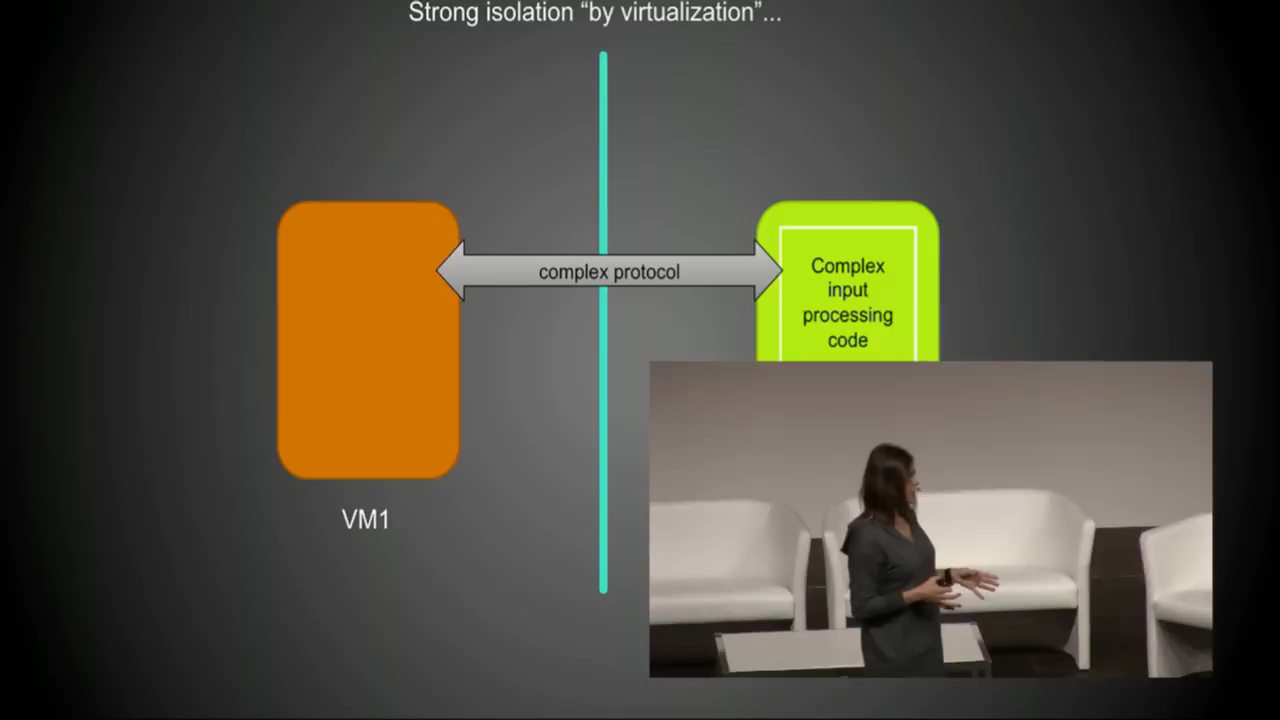 Strong isolation “by virtualization”...
complex protocol
Complex
input
processing
code
VM1